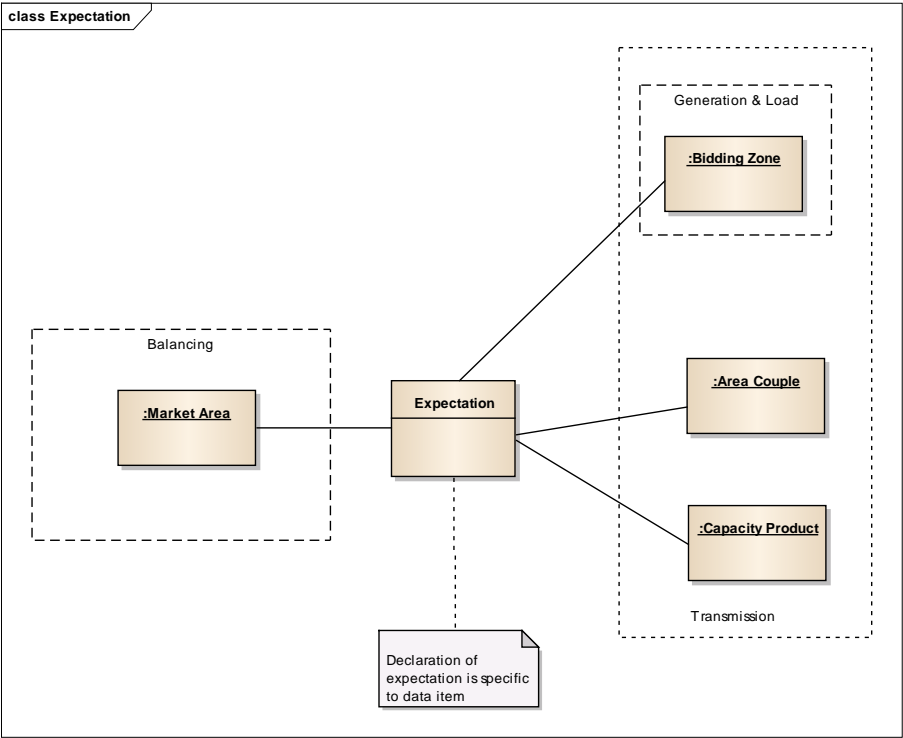 class Expectation
Generation & Load
:Bidding Zone
Balancing
:Market Area
Expectation
:Area Couple
:Capacity Product
Transmission
Declaration of
expectation is specific
to data item